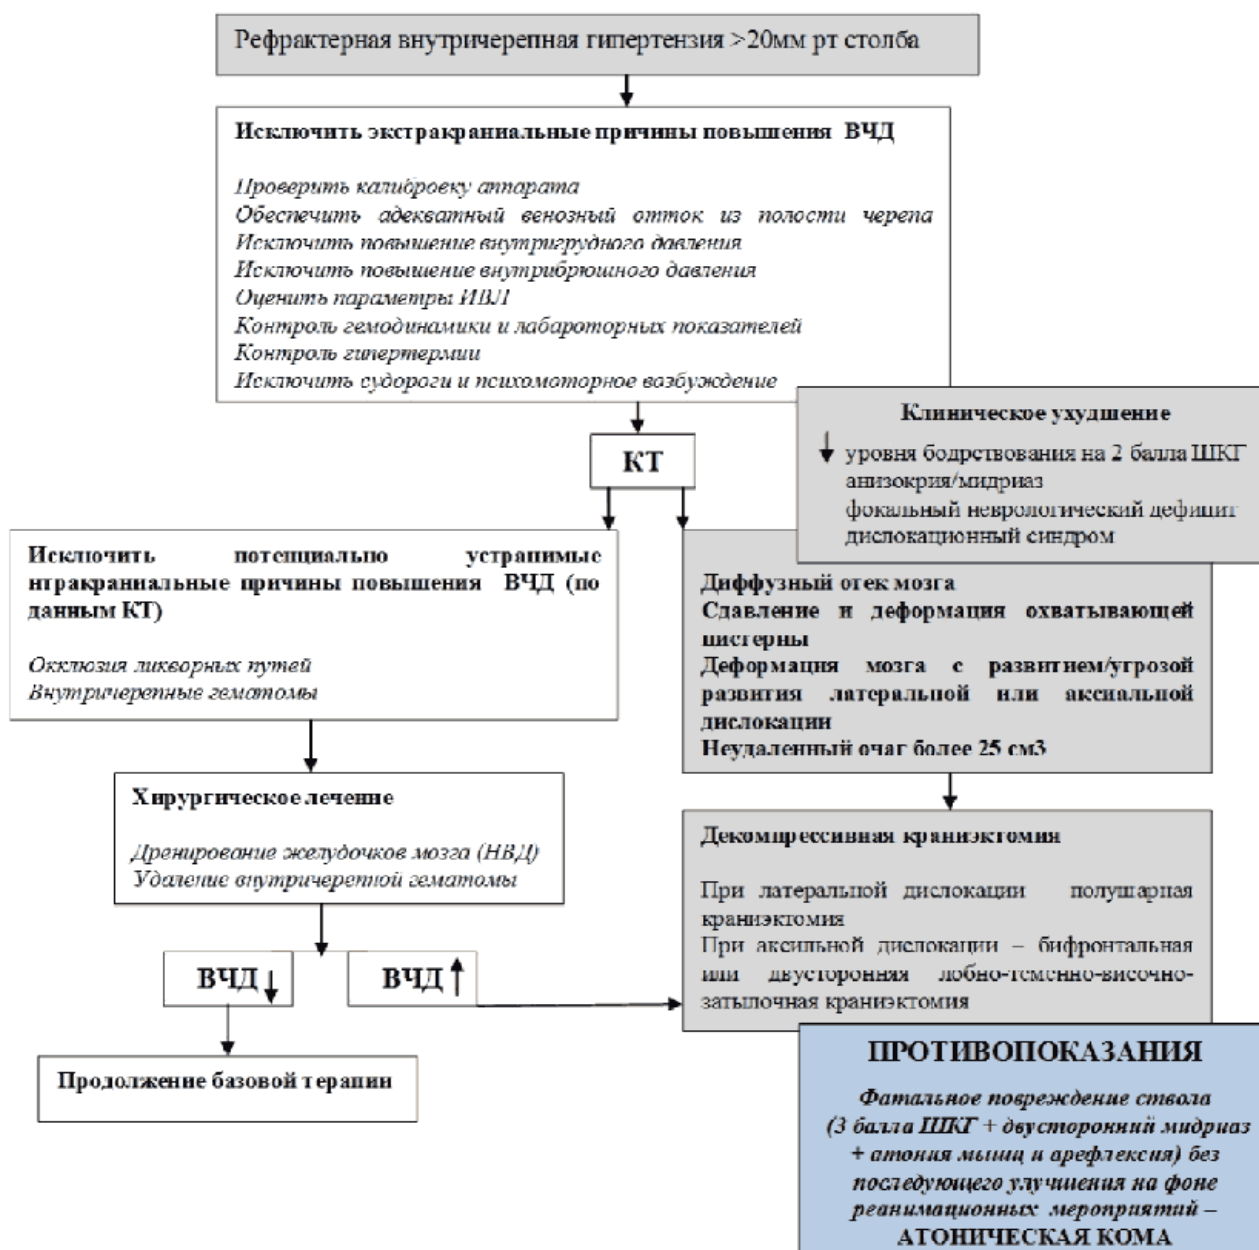 Рефрактерная внутричерепная гипертензия >20мм рт столба
Исключить экстракраниальные причины повышения ВЧД
Проверить калибровку аппарата
Обеспечить адекватный венозный отток из полости черепа
Исключить повышение внутригрудного давления
Исключить повышение внутрибрюшного давления
Оценить параметры ИВЛ
Контроль гемодинамики и лабароторных показателей
Контроль гипертермии
Исключить судороги и психомоторное возбуждение
КТ
Клиническое ухудшение
↓ уровня бодрствования на 2 балла ШКГ
анизокрия/мидриаз
фокальный неврологический дефицит
дислокационный синдром
Исключить потенциально устранимые
нтракраниальные причины повышения ВЧД (по
данным КТ)
Окклюзия ликворных путей
Внутричерепные гематомы
Диффузный отек мозга
Сдавление и деформация охватывающей
цистерны
Деформация мозга с развитием/угрозой
развития латеральной или аксиальной
дислокации
Неудаленный очаг более 25 см3
Хирургическое лечение
Дренирование желудочков мозга (НВД)
Удаление внутричерепной гематомы
Декомпрессивная краниэктомия
При латеральной дислокации полушарная
краниэктомия
При аксильной дислокации – бифронтальная
или двусторонняя лобно-теменно-височно-
затылочная краниэктомия
ВЧД ↓
ВЧД ↑
Продолжение базовой терапии
ПРОТИВОПОКАЗАНИЯ
Фатальное повреждение ствола
(3 балла ШКГ + двусторонний мидриаз
+ атония мышц и арефлексия) без
последующего улучшения на фоне
реанимационных мероприятий –
АТОНИЧЕСКАЯ КОМА